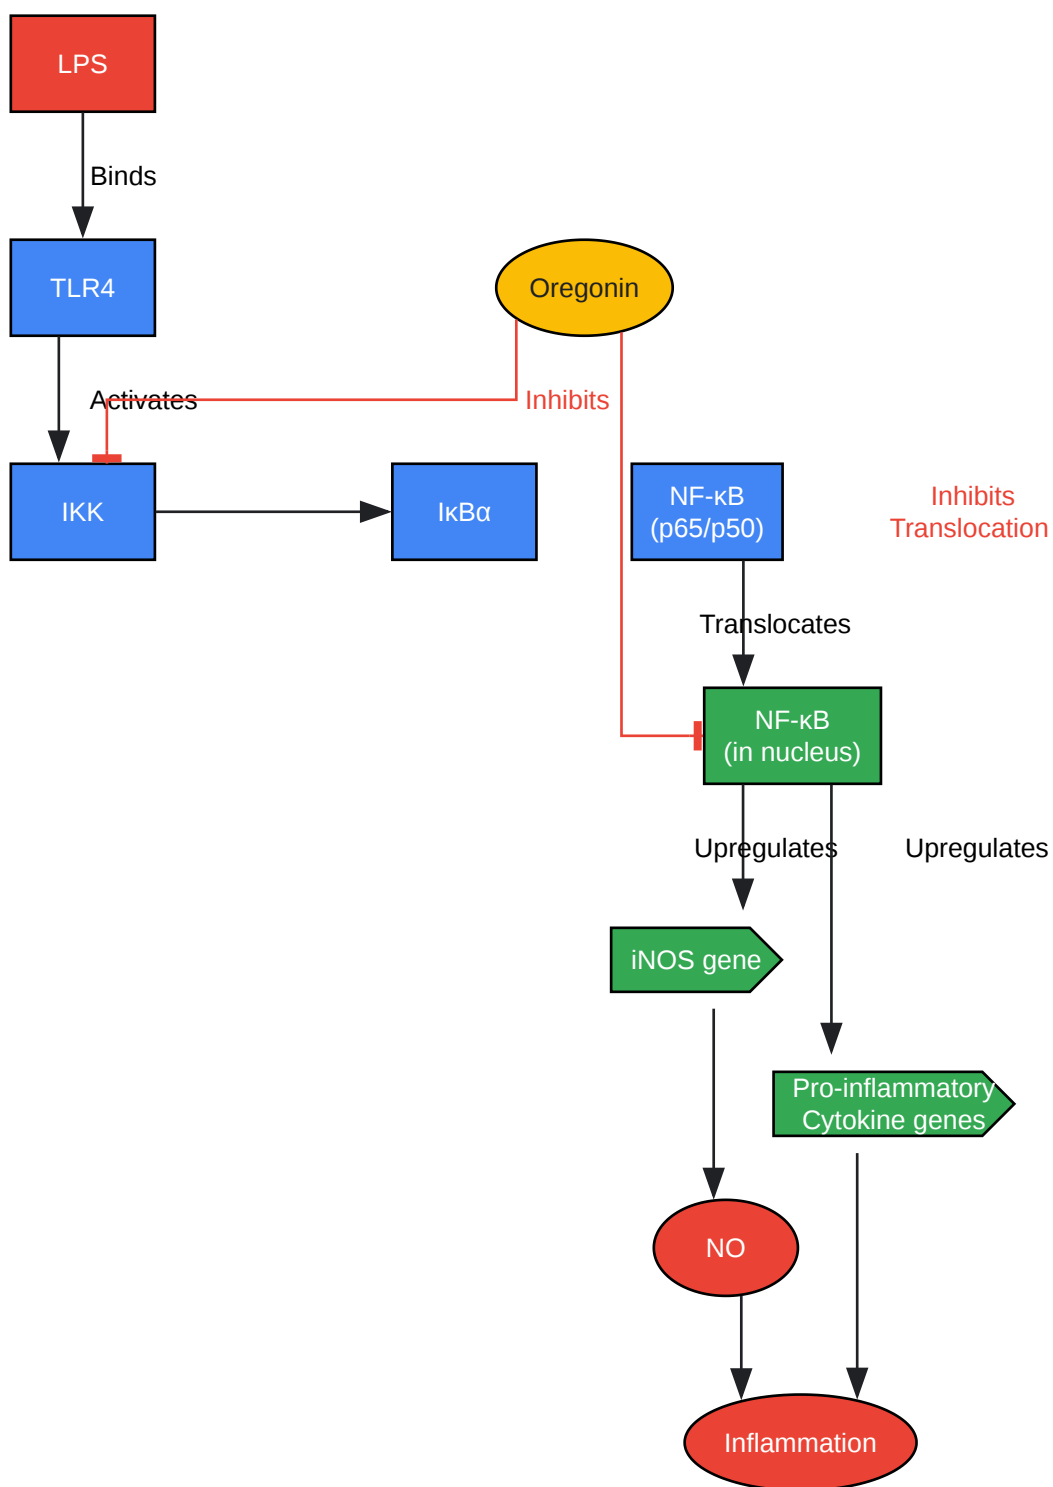 LPS
Binds
TLR4
Oregonin
Activates
Inhibits
IKK
IκBα
NF-κB
(p65/p50)
Inhibits
Translocation
Translocates
NF-κB
(in nucleus)
Upregulates
Upregulates
iNOS gene
Pro-inflammatory
Cytokine genes
NO
Inflammation